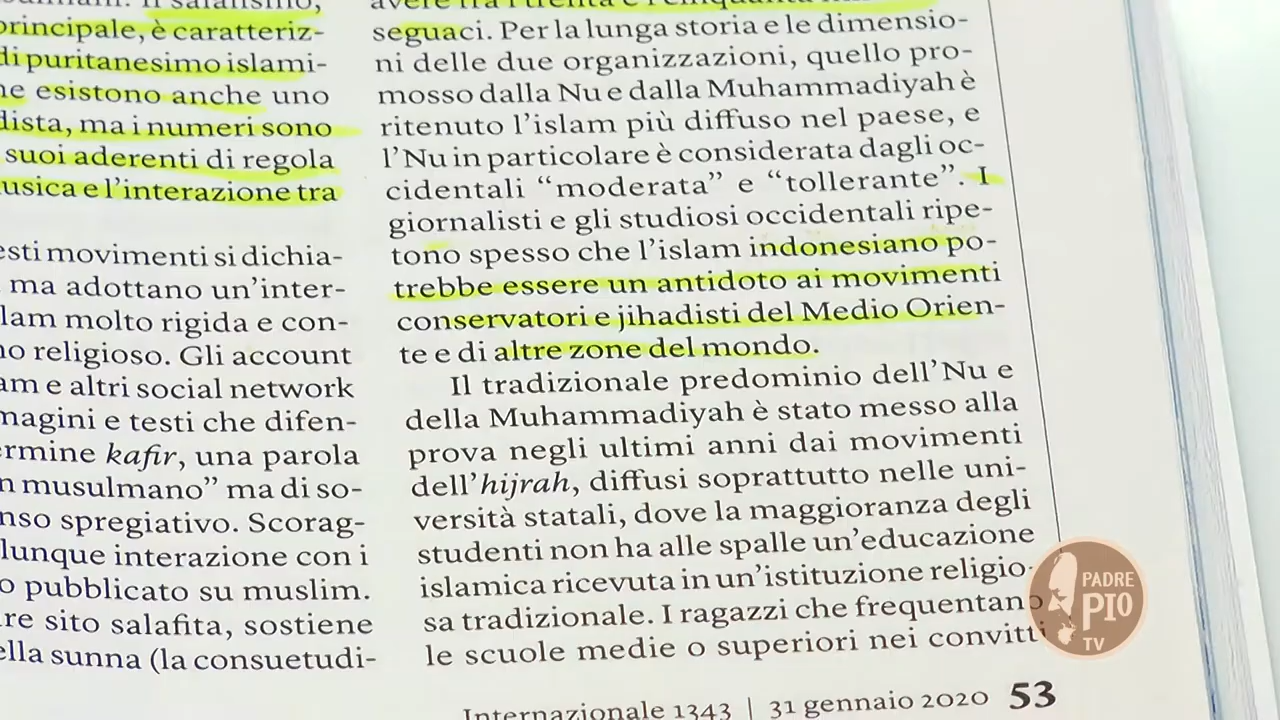 Il salafismo,
principale, è caratteriz-
di puritanesimo islami-
ne esistono anche uno
dista, ma i numeri sono
suoi aderenti di regola
musica e l'interazione tra
esti movimenti si dichia-
ma adottano un'inter-
lam molto rigida e con-
no religioso. Gli account
am e altri social network
magini e testi che difen-
ermine kafir, una parola
n musulmano” ma di so-
nso spregiativo. Scorag-
lunque interazione con i
o pubblicato su muslim.
re sito salafita, sostiene
ella sunna (la consuetudi-
seguaci. Per la lunga storia e le dimensio-
ni delle due organizzazioni, quello pro-
mosso dalla Nu e dalla Muhammadiyah è
ritenuto l'islam più diffuso nel paese, e
l'Nu in particolare è considerata dagli oc-
cidentali “moderata” e “tollerante”. I
giornalisti e gli studiosi occidentali ripe-
tono spesso che l'islam indonesiano po-
trebbe essere un antidoto ai movimenti
conservatori e jihadisti del Medio Orien-
te e di altre zone del mondo.
Il tradizionale predominio dell'Nu e
della Muhammadiyah è stato messo alla
prova negli ultimi anni dai movimenti
dell'hijrah, diffusi soprattutto nelle uni-
versità statali, dove la maggioranza degli
studenti non ha alle spalle un'educazione
islamica ricevuta in un'istituzione religio-
sa tradizionale. I ragazzi che frequentano
le scuole medie o superiori nei convitti
Internazionale 1343 | 31 gennaio 2020 53
PADRE
PIO
TV